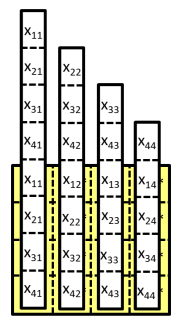 x₁₁
x₂₁ x₂₂
x₃₁ x₃₂ x₃₃
x₄₁ x₄₂ x₄₃ x₄₄
x₁₁ x₁₂ x₁₃ x₁₄
x₂₁ x₂₂ x₂₃ x₂₄
x₃₁ x₃₂ x₃₃ x₃₄
x₄₁ x₄₂ x₄₃ x₄₄